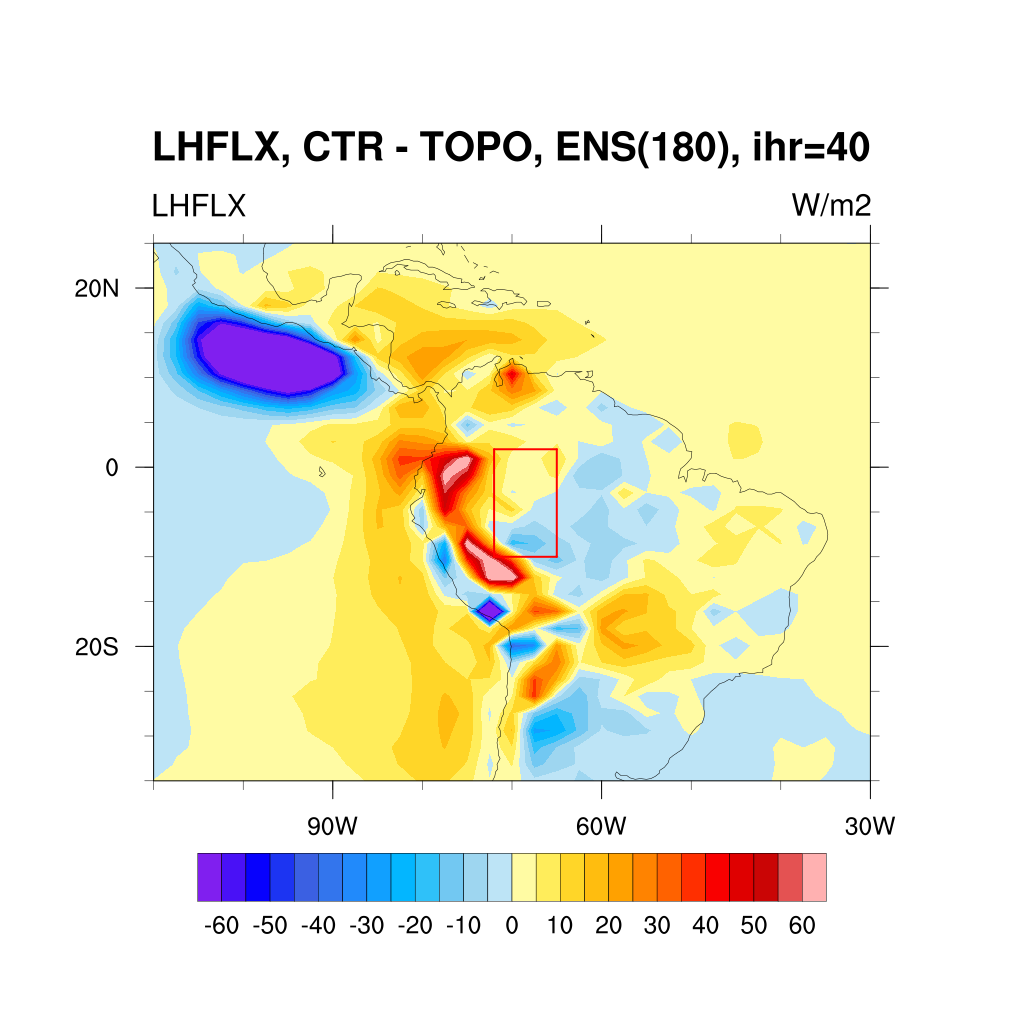 LHFLX, CTR - TOPO, ENS(180), ihr=40
LHFLX W/m2
20N
0
20S
90W 60W 30W
-60 -50 -40 -30 -20 -10 0 10 20 30 40 50 60